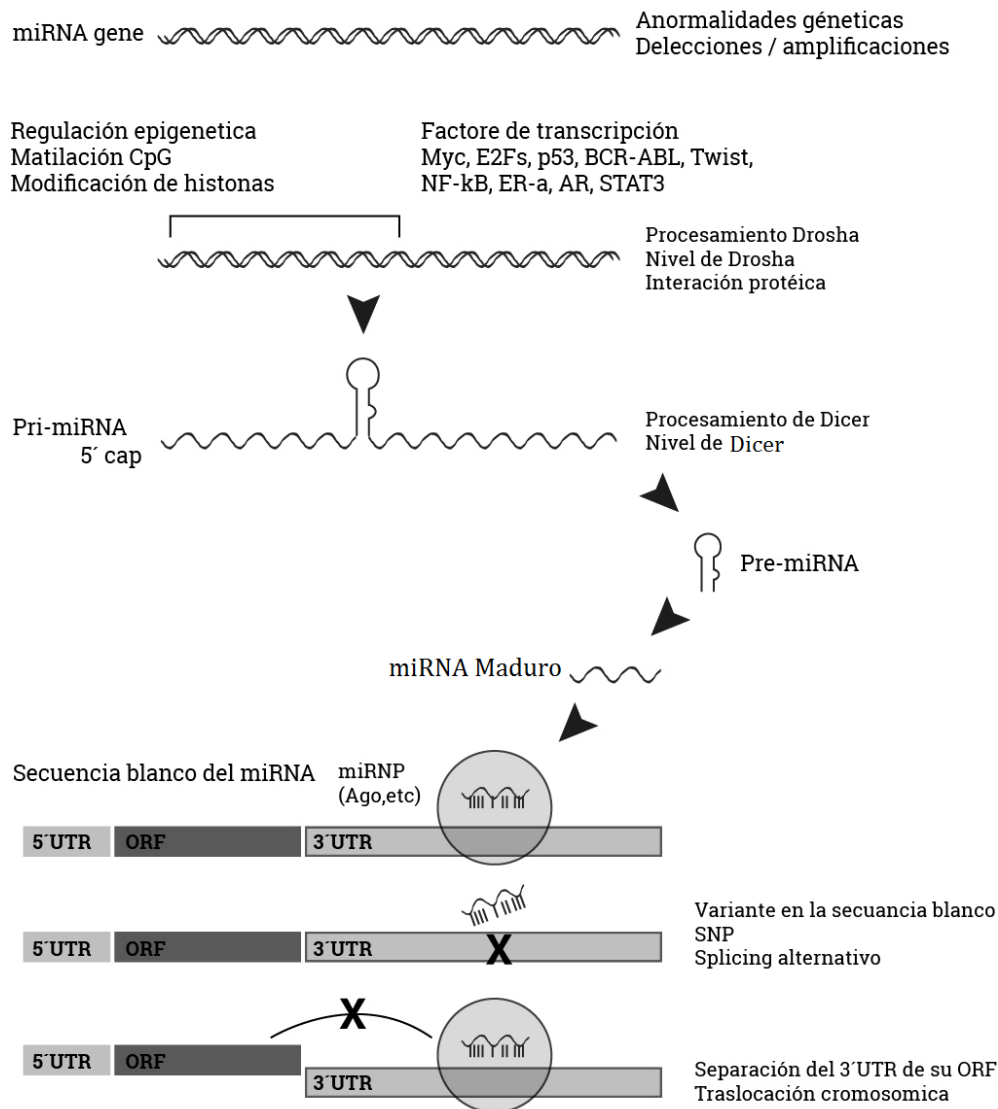 miRNA gene
Anormalidades géneticas
Delecciones / amplificaciones
Regulación epigenetica
Matilación CpG
Modificación de histonas
Factore de transcripción
Myc, E2Fs, p53, BCR-ABL, Twist,
NF-kB, ER-a, AR, STAT3
Procesamiento Drosha
Nivel de Drosha
Interación protéica
Pri-miRNA
5´ cap
Procesamiento de Dicer
Nivel de Dicer
Pre-miRNA
miRNA Maduro
Secuencia blanco del miRNA
miRNP
(Ago,etc)
5´UTR ORF 3´UTR
5´UTR ORF 3´UTR X
Variante en la secuancia blanco
SNP
Splicing alternativo
X
5´UTR ORF
3´UTR
Separación del 3´UTR de su ORF
Traslocación cromosomica